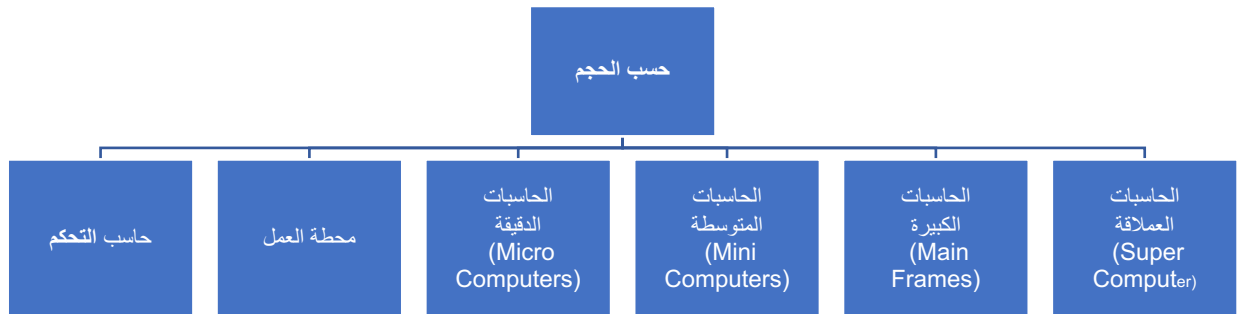 حسب الحجم
الحاسبات
العملاقة
(Super
Computer)
الحاسبات
الكبيرة
(Main
Frames)
الحاسبات
المتوسطة
(Mini
Computers)
الحاسبات
الدقيقة
(Micro
Computers)
محطة العمل
حاسب التحكم